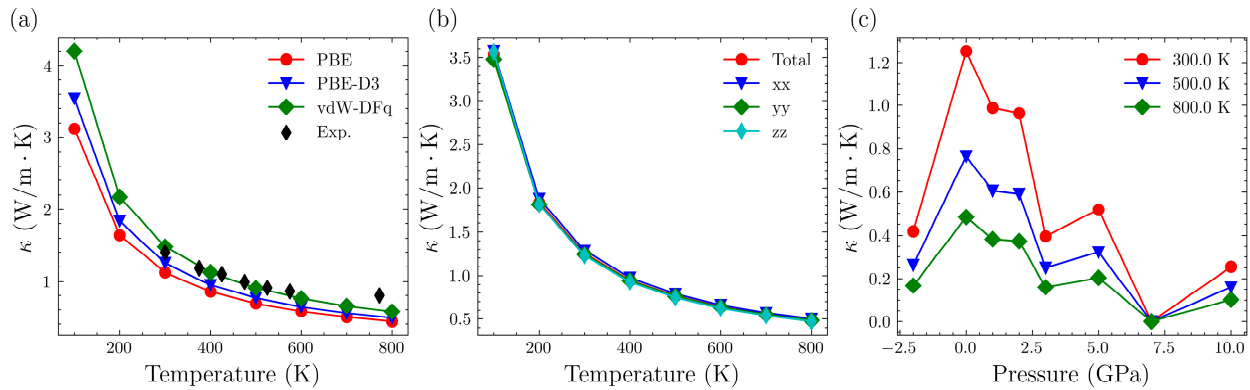 (a)
κ (W/m · K)
4
3
2
1
200
400
600
800
Temperature (K)
PBE
PBE-D3
vdW-DFq
Exp.
(b)
κ (W/m · K)
3.5
3.0
2.5
2.0
1.5
1.0
0.5
200
400
600
800
Temperature (K)
Total
xx
yy
zz
(c)
κ (W/m · K)
1.2
1.0
0.8
0.6
0.4
0.2
0.0
−2.5
0.0
2.5
5.0
7.5
10.0
Pressure (GPa)
300.0 K
500.0 K
800.0 K